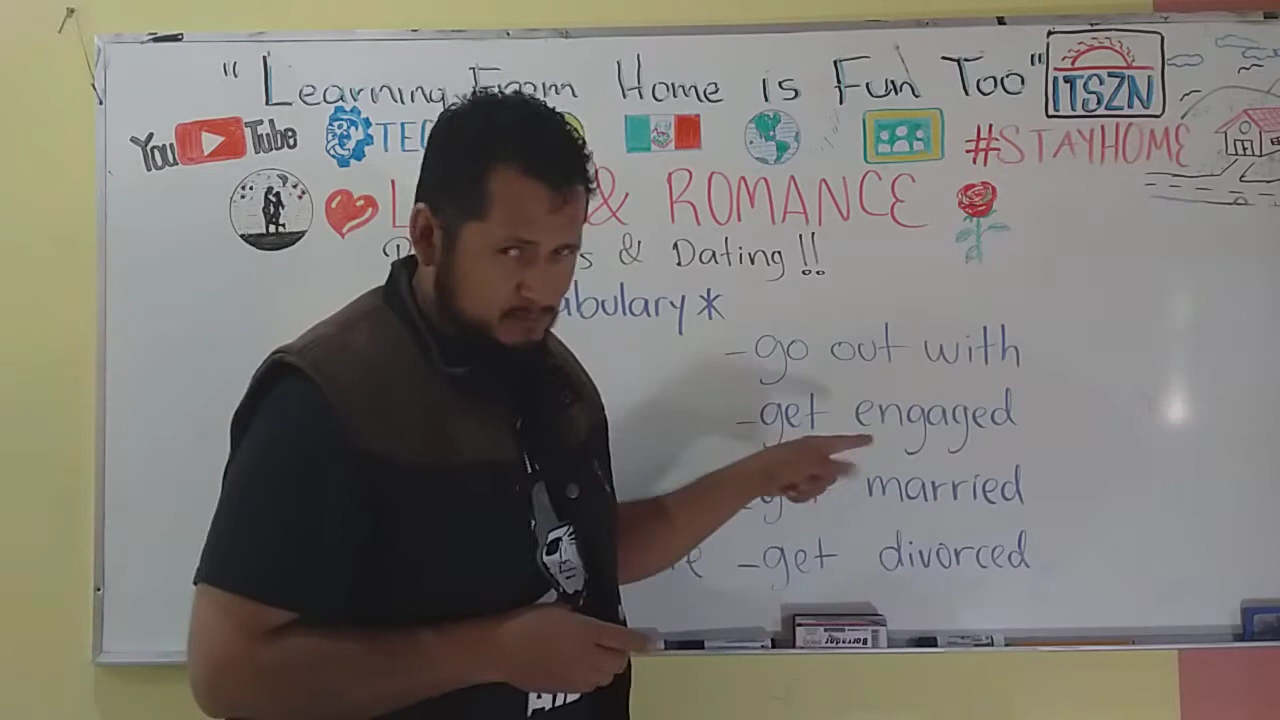 "Learning From Home is Fun Too" ITSZN
YouTube TEC #STAYHOME
L & ROMANCE
s & Dating!!
abulary*
- go out with
- get engaged
married
e - get divorced
Borrador